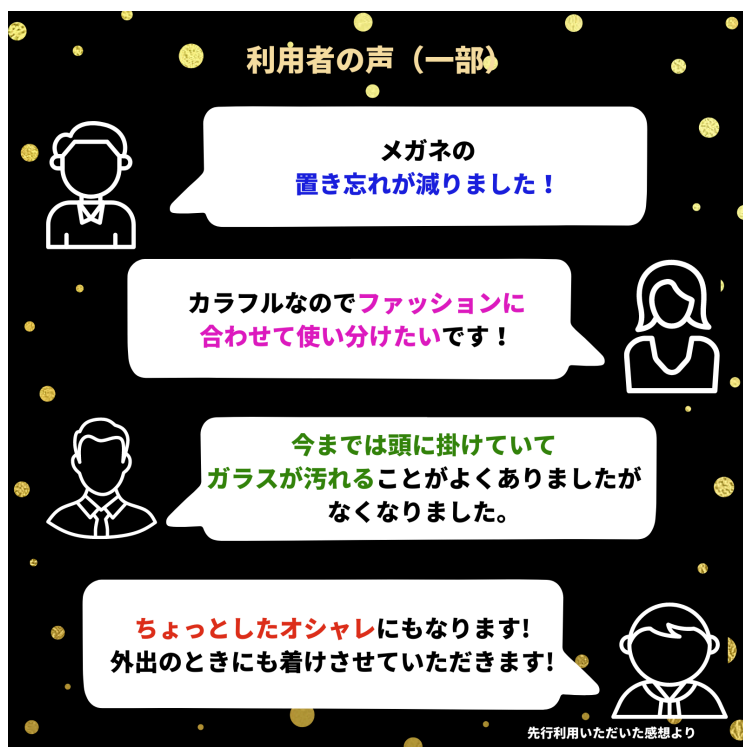 利用者の声（一部）
メガネの
置き忘れが減りました！
カラフルなのでファッションに
合わせて使い分けたいです！
今までは頭に掛けていて
ガラスが汚れることがよくありましたが
なくなりました。
ちょっとしたオシャレにもなります!
外出のときにも着けさせていただきます!
先行利用いただいた感想より